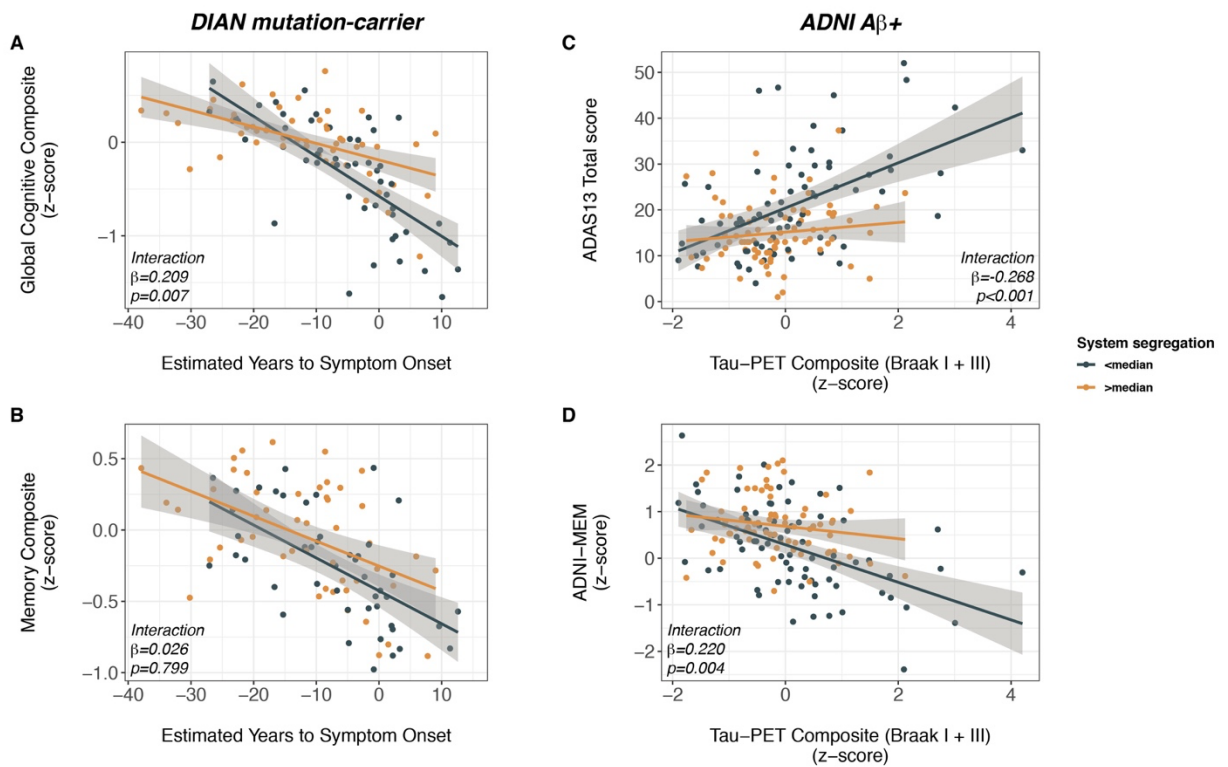 DIAN mutation-carrier
A
Global Cognitive Composite
(z−score)
0
−1
Interaction
β=0.209
p=0.007
−40 −30 −20 −10 0 10
Estimated Years to Symptom Onset
B
Memory Composite
(z−score)
0.5
0.0
−0.5
−1.0
Interaction
β=0.026
p=0.799
−40 −30 −20 −10 0 10
Estimated Years to Symptom Onset
ADNI Aβ+
C
ADAS13 Total score
50
40
30
20
10
0
Interaction
β=-0.268
p<0.001
−2 0 2 4
Tau−PET Composite (Braak I + III)
(z−score)
D
ADNI−MEM
(z−score)
2
1
0
−1
−2
Interaction
β=0.220
p=0.004
−2 0 2 4
Tau−PET Composite (Braak I + III)
(z−score)
System segregation
<median
>median